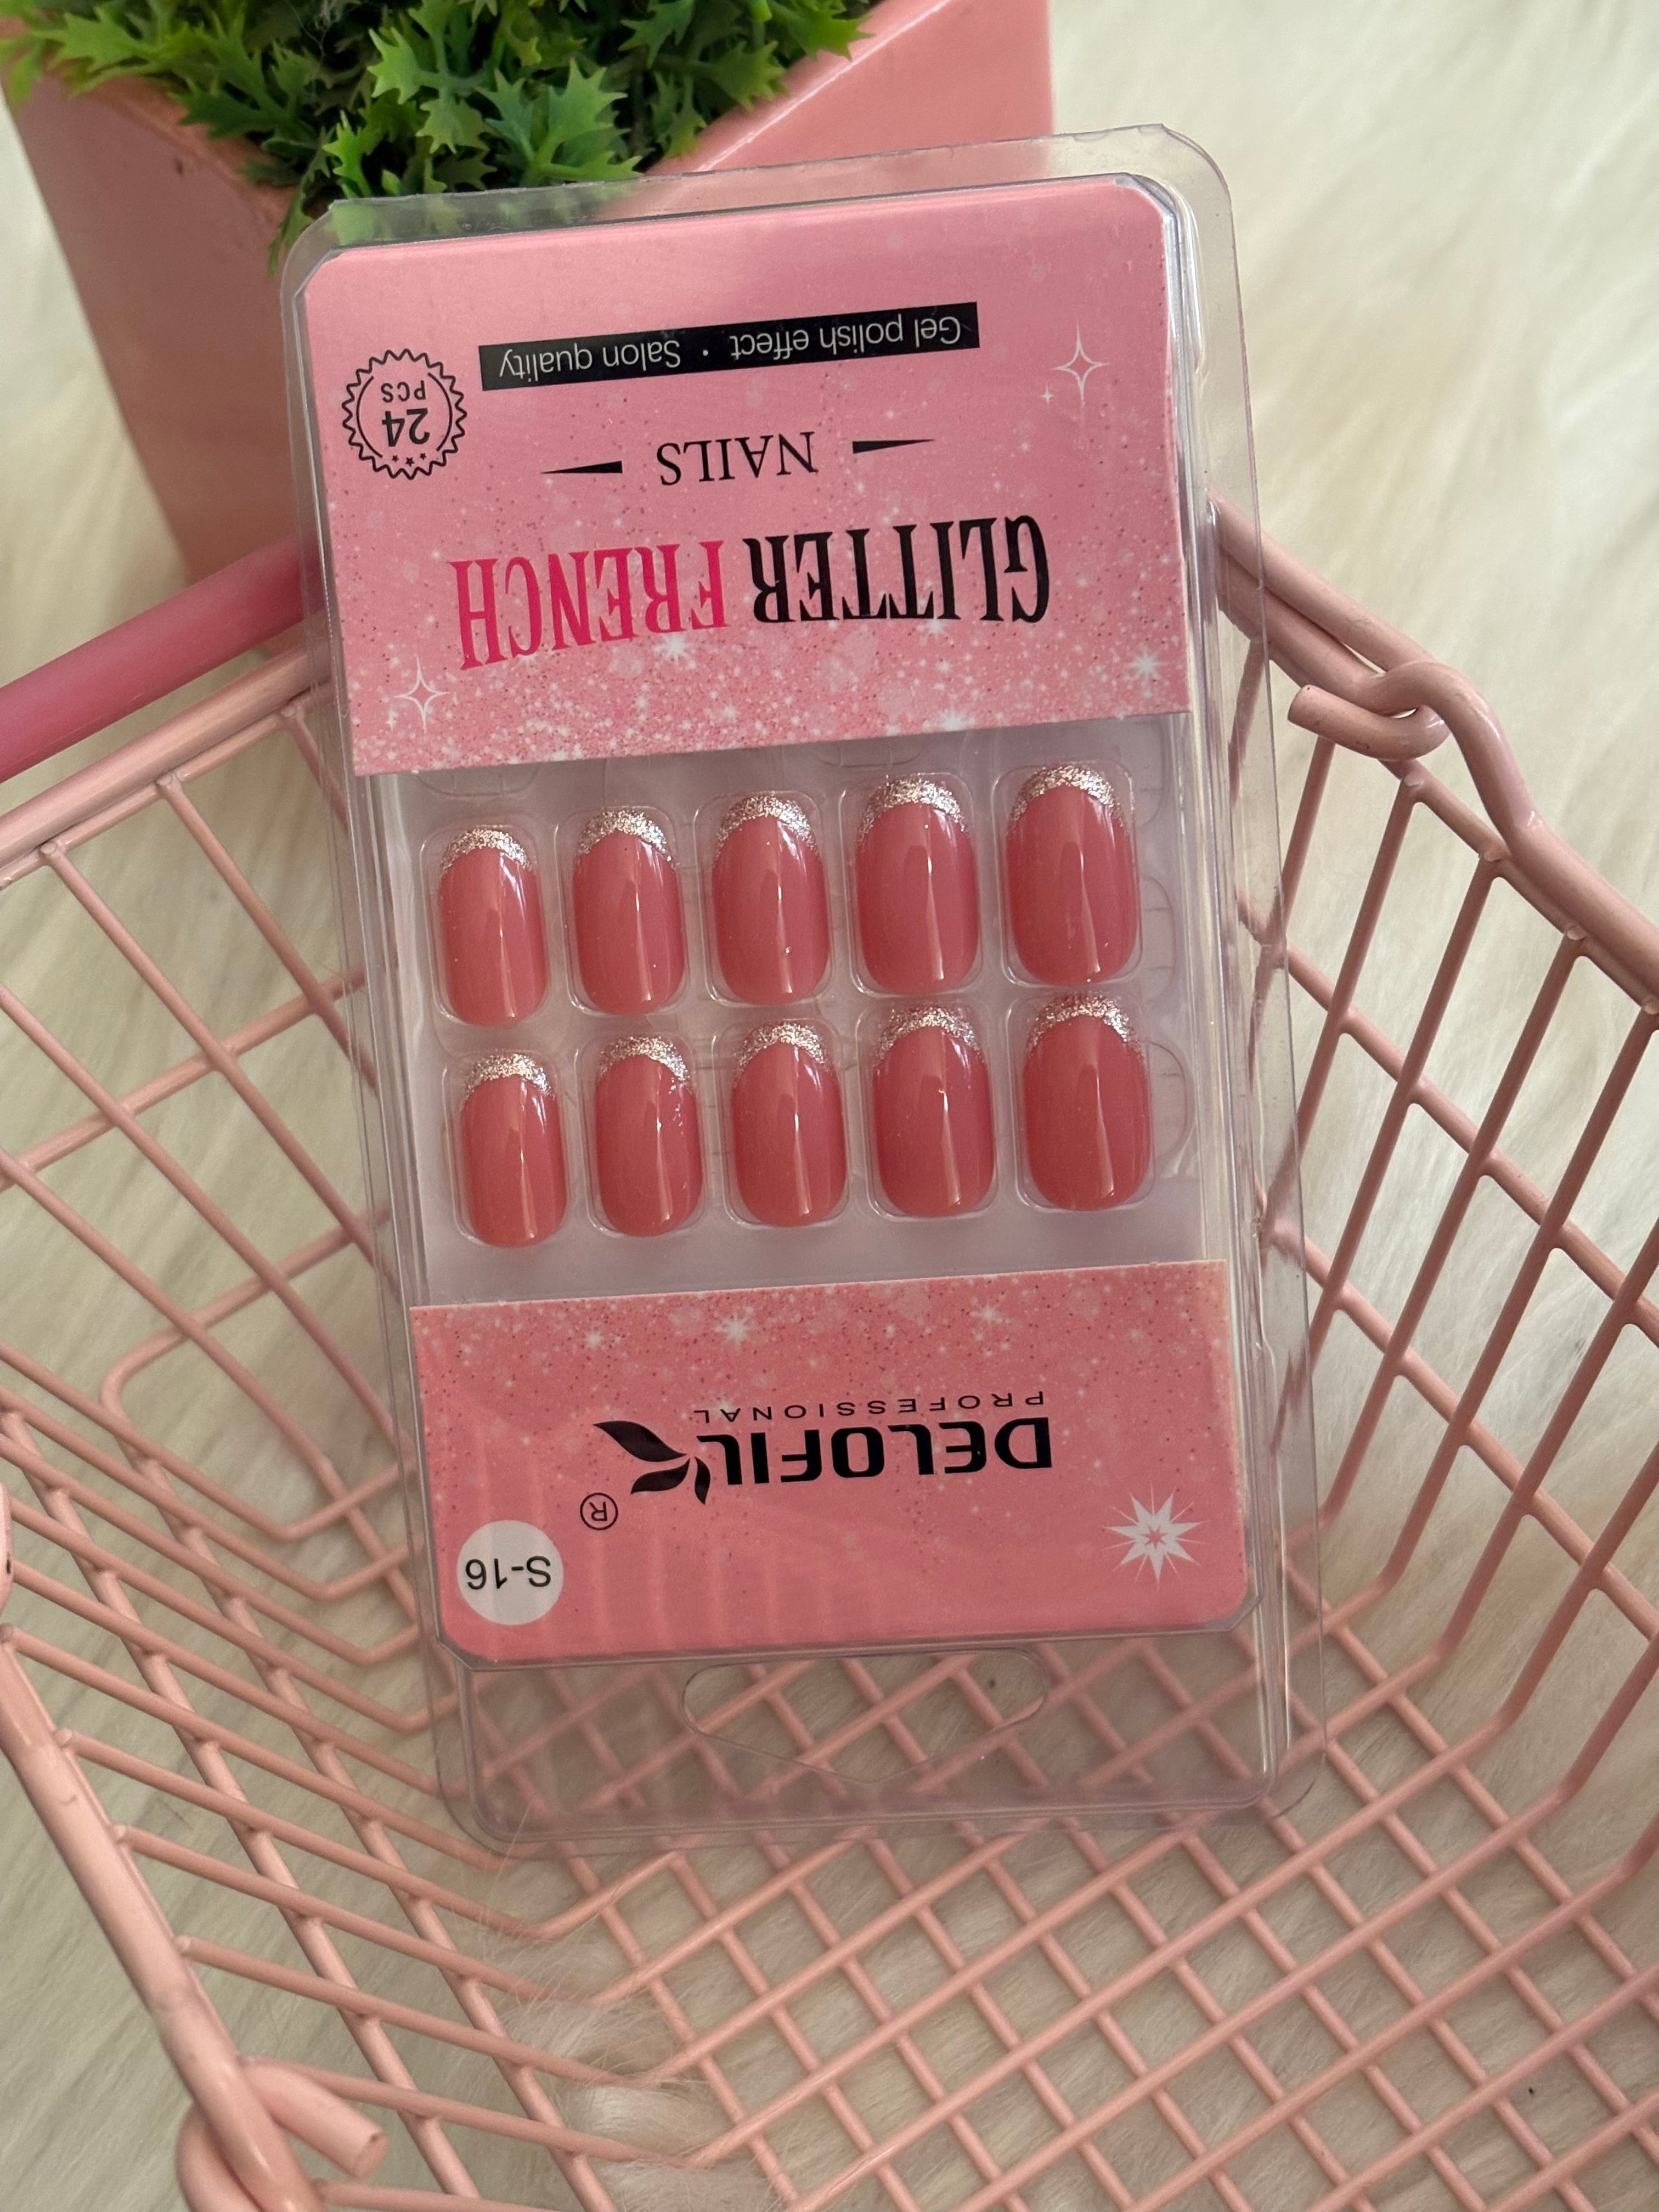 S-16
DELOFIL®
PROFESSIONAL
GLITTER FRENCH
NAILS
24
PCS
Gel polish effect · Salon quality